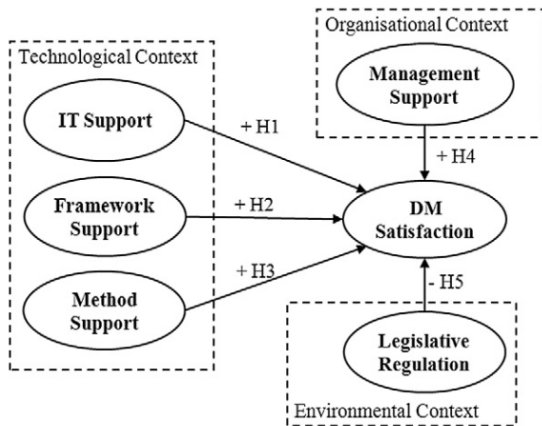 Technological Context
IT Support
Framework
Support
Method
Support
+ H1
+ H2
+ H3
Organisational Context
Management
Support
+ H4
DM
Satisfaction
- H5
Legislative
Regulation
Environmental Context